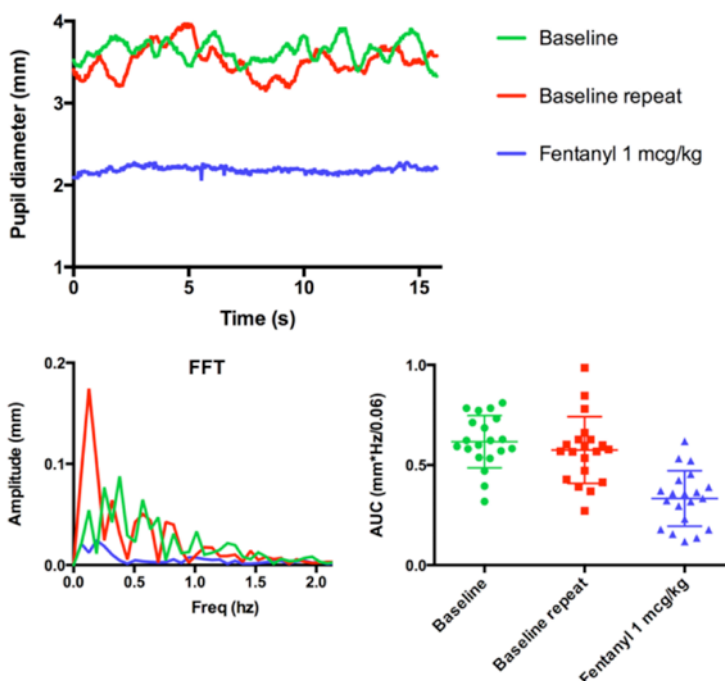 Pupil diameter (mm)
4
3
2
1
0
5
10
15
Time (s)
Baseline
Baseline repeat
Fentanyl 1 mcg/kg
FFT
Amplitude (mm)
0.2
0.1
0.0
0.0
0.5
1.0
1.5
2.0
Freq (hz)
AUC (mm*Hz/0.06)
1.0
0.5
0.0
Baseline
Baseline repeat
Fentanyl 1 mcg/kg